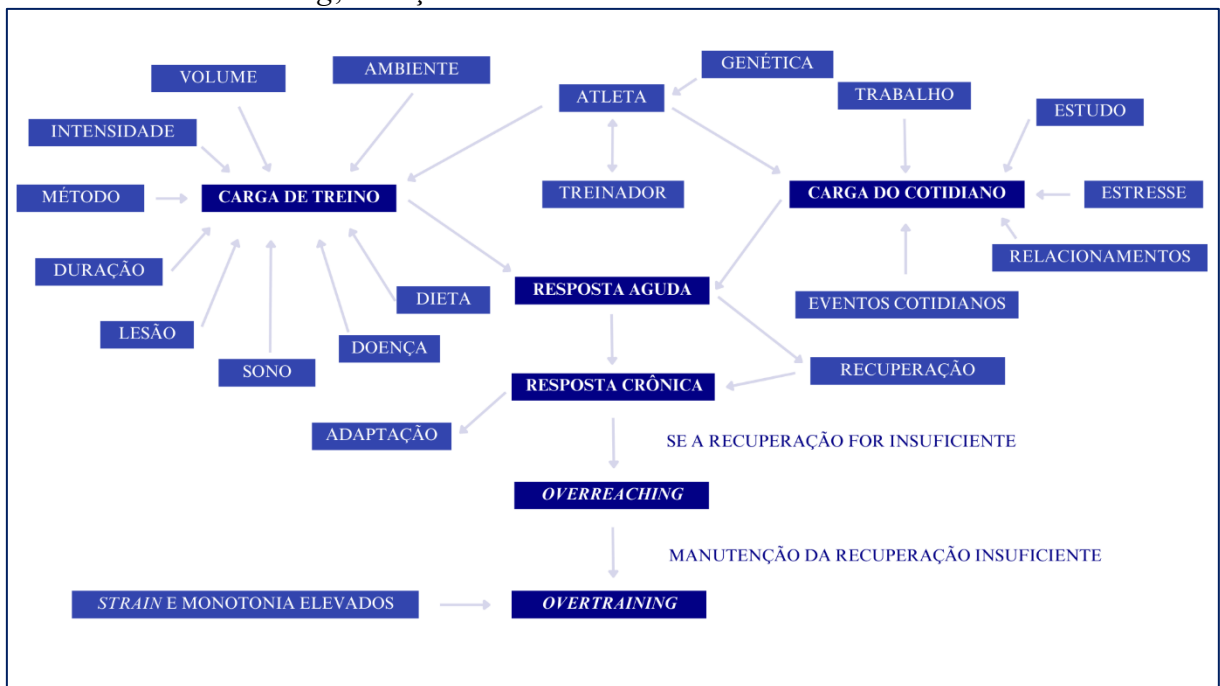 GENÉTICA
AMBIENTE
VOLUME
ATLETA
TRABALHO
ESTUDO
INTENSIDADE
MÉTODO
CARGA DE TREINO
TREINADOR
CARGA DO COTIDIANO
ESTRESSE
RELACIONAMENTOS
DURAÇÃO
RESPOSTA AGUDA
DIETA
EVENTOS COTIDIANOS
LESÃO
DOENÇA
SONO
RECUPERAÇÃO
RESPOSTA CRÔNICA
ADAPTAÇÃO
SE A RECUPERAÇÃO FOR INSUFICIENTE
OVERREACHING
MANUTENÇÃO DA RECUPERAÇÃO INSUFICIENTE
STRAIN E MONOTONIA ELEVADOS
OVERTRAINING